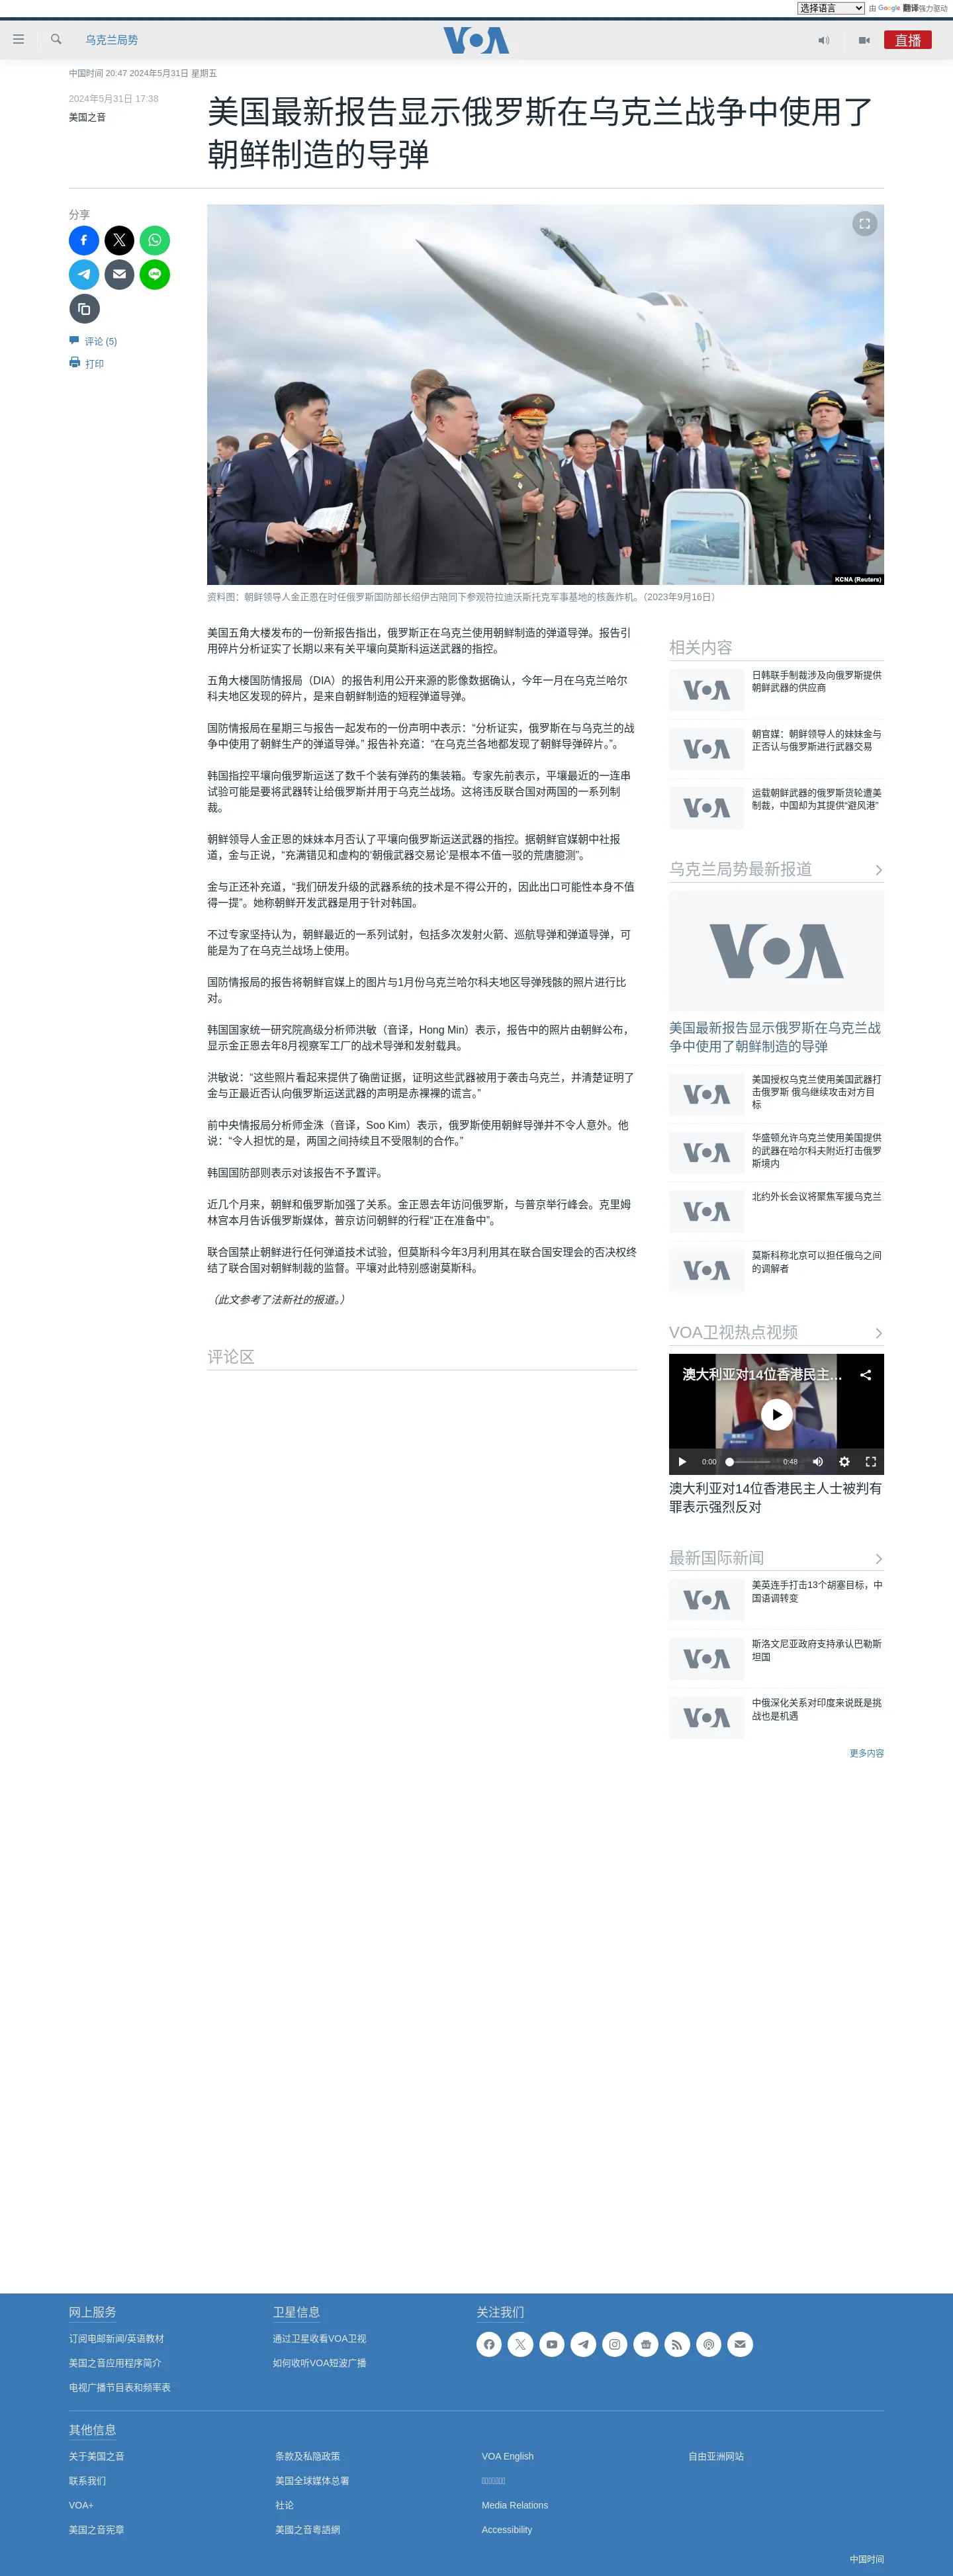 选择语言 由 Google 翻译强力驱动
乌克兰局势
VOA
直播
中国时间 20:47 2024年5月31日 星期五
2024年5月31日 17:38
美国之音
美国最新报告显示俄罗斯在乌克兰战争中使用了
朝鲜制造的导弹
分享
评论 (5)
打印
KCNA (Reuters)
资料图：朝鲜领导人金正恩在时任俄罗斯国防部长绍伊古陪同下参观符拉迪沃斯托克军事基地的核轰炸机。（2023年9月16日）
美国五角大楼发布的一份新报告指出，俄罗斯正在乌克兰使用朝鲜制造的弹道导弹。报告引
用碎片分析证实了长期以来有关平壤向莫斯科运送武器的指控。
五角大楼国防情报局（DIA）的报告利用公开来源的影像数据确认，今年一月在乌克兰哈尔
科夫地区发现的碎片，是来自朝鲜制造的短程弹道导弹。
国防情报局在星期三与报告一起发布的一份声明中表示：“分析证实，俄罗斯在与乌克兰的战
争中使用了朝鲜生产的弹道导弹。” 报告补充道：“在乌克兰各地都发现了朝鲜导弹碎片。”。
韩国指控平壤向俄罗斯运送了数千个装有弹药的集装箱。专家先前表示，平壤最近的一连串
试验可能是要将武器转让给俄罗斯并用于乌克兰战场。这将违反联合国对两国的一系列制
裁。
朝鲜领导人金正恩的妹妹本月否认了平壤向俄罗斯运送武器的指控。据朝鲜官媒朝中社报
道，金与正说，“充满错见和虚构的‘朝俄武器交易论’是根本不值一驳的荒唐臆测”。
金与正还补充道，“我们研发升级的武器系统的技术是不得公开的，因此出口可能性本身不值
得一提”。她称朝鲜开发武器是用于针对韩国。
不过专家坚持认为，朝鲜最近的一系列试射，包括多次发射火箭、巡航导弹和弹道导弹，可
能是为了在乌克兰战场上使用。
国防情报局的报告将朝鲜官媒上的图片与1月份乌克兰哈尔科夫地区导弹残骸的照片进行比
对。
韩国国家统一研究院高级分析师洪敏（音译，Hong Min）表示，报告中的照片由朝鲜公布，
显示金正恩去年8月视察军工厂的战术导弹和发射载具。
洪敏说：“这些照片看起来提供了确凿证据，证明这些武器被用于袭击乌克兰，并清楚证明了
金与正最近否认向俄罗斯运送武器的声明是赤裸裸的谎言。”
前中央情报局分析师金洙（音译，Soo Kim）表示，俄罗斯使用朝鲜导弹并不令人意外。他
说：“令人担忧的是，两国之间持续且不受限制的合作。”
韩国国防部则表示对该报告不予置评。
近几个月来，朝鲜和俄罗斯加强了关系。金正恩去年访问俄罗斯，与普京举行峰会。克里姆
林宫本月告诉俄罗斯媒体，普京访问朝鲜的行程“正在准备中”。
联合国禁止朝鲜进行任何弹道技术试验，但莫斯科今年3月利用其在联合国安理会的否决权终
结了联合国对朝鲜制裁的监督。平壤对此特别感谢莫斯科。
（此文参考了法新社的报道。）
评论区
相关内容
VOA
日韩联手制裁涉及向俄罗斯提供
朝鲜武器的供应商
VOA
朝官媒：朝鲜领导人的妹妹金与
正否认与俄罗斯进行武器交易
VOA
运载朝鲜武器的俄罗斯货轮遭美
制裁，中国却为其提供“避风港”
乌克兰局势最新报道
VOA
美国最新报告显示俄罗斯在乌克兰战
争中使用了朝鲜制造的导弹
VOA
美国授权乌克兰使用美国武器打
击俄罗斯 俄乌继续攻击对方目
标
VOA
华盛顿允许乌克兰使用美国提供
的武器在哈尔科夫附近打击俄罗
斯境内
VOA
北约外长会议将聚焦军援乌克兰
VOA
莫斯科称北京可以担任俄乌之间
的调解者
VOA卫视热点视频
澳大利亚对14位香港民主...
0:00 0:48
澳大利亚对14位香港民主人士被判有
罪表示强烈反对
最新国际新闻
VOA
美英连手打击13个胡塞目标，中
国语调转变
VOA
斯洛文尼亚政府支持承认巴勒斯
坦国
VOA
中俄深化关系对印度来说既是挑
战也是机遇
更多内容
网上服务
订阅电邮新闻/英语教材
美国之音应用程序简介
电视广播节目表和频率表
卫星信息
通过卫星收看VOA卫视
如何收听VOA短波广播
关注我们
其他信息
关于美国之音
联系我们
VOA+
美国之音宪章
条款及私隐政策
美国全球媒体总署
社论
美國之音粵語網
VOA English
Media Relations
Accessibility
自由亚洲网站
中国时间